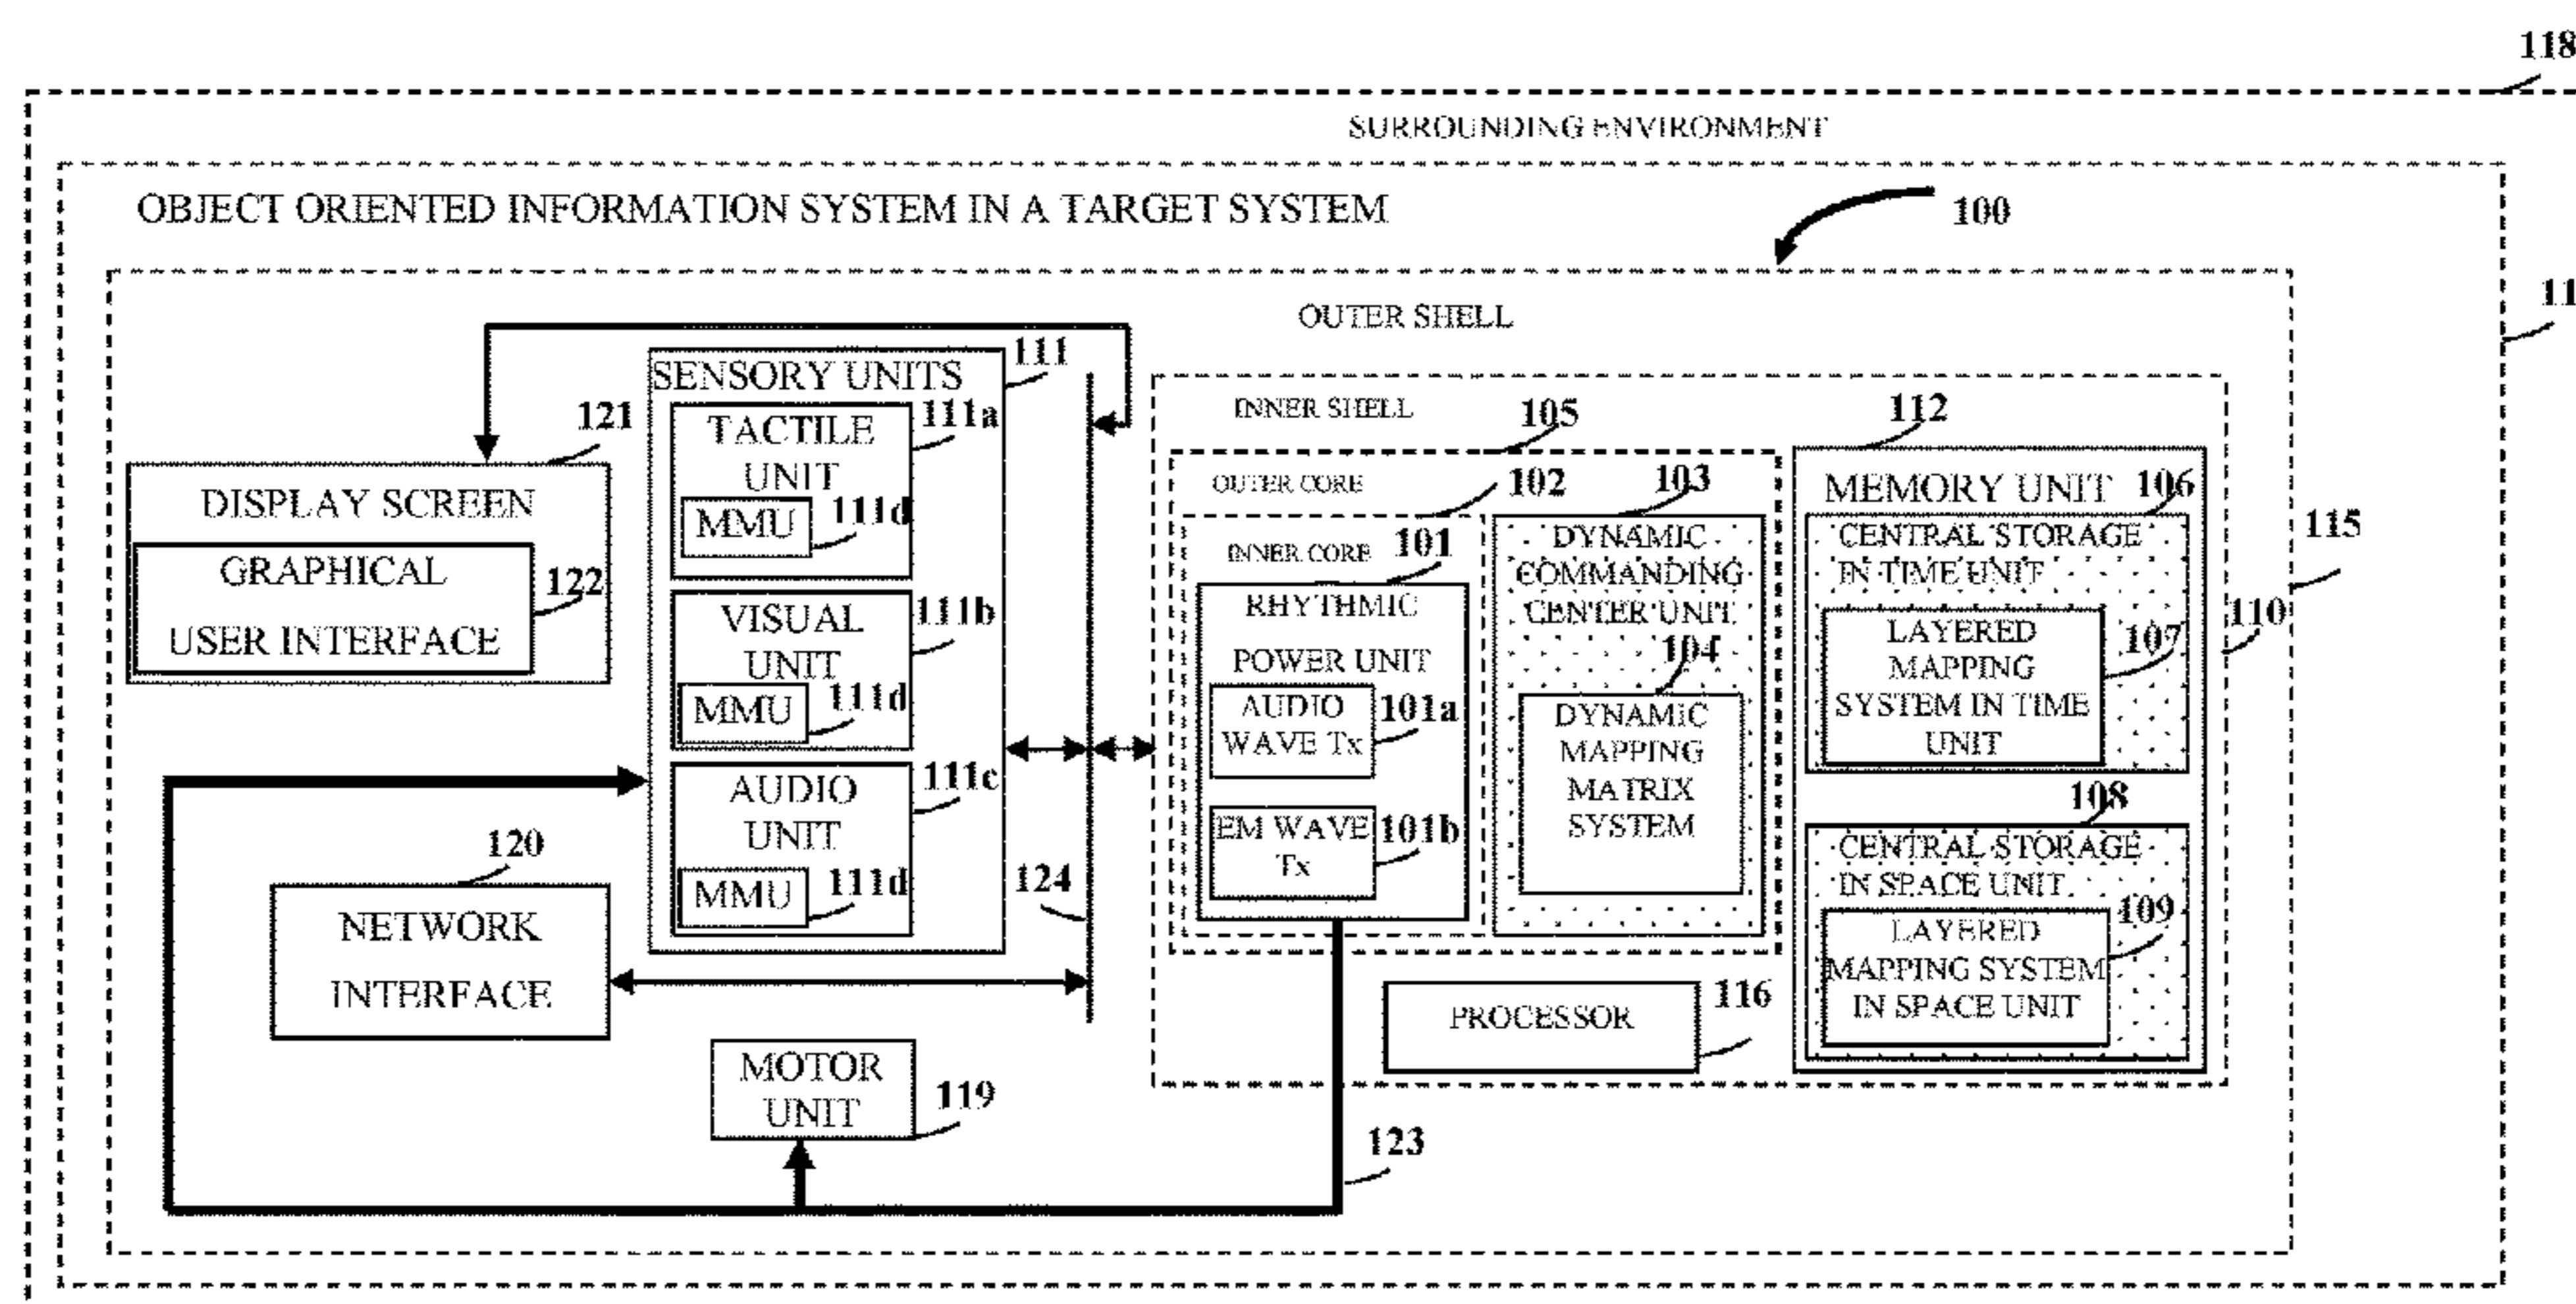 118
SURROUNDING ENVIRONMENT
OBJECT ORIENTED INFORMATION SYSTEM IN A TARGET SYSTEM
100
11
OUTER SHELL
SENSORY UNITS
111
TACTILE
UNIT
111a
MMU
111d
VISUAL
UNIT
111b
MMU
111d
AUDIO
UNIT
111c
MMU
111d
121
DISPLAY SCREEN
GRAPHICAL
USER INTERFACE
122
120
NETWORK
INTERFACE
MOTOR
UNIT
119
124
123
INNER SHELL
105
OUTER CORE
102
INNER CORE
101
RHYTHMIC
POWER UNIT
AUDIO
WAVE Tx
101a
EM WAVE
Tx
101b
103
DYNAMIC
COMMANDING
CENTER UNIT
104
DYNAMIC
MAPPING
MATRIX
SYSTEM
PROCESSOR
116
112
MEMORY UNIT
106
CENTRAL STORAGE
IN TIME UNIT
LAYERED
MAPPING
SYSTEM IN TIME
UNIT
107
108
CENTRAL STORAGE
IN SPACE UNIT
109
LAYERED
MAPPING SYSTEM
IN SPACE UNIT
110
115